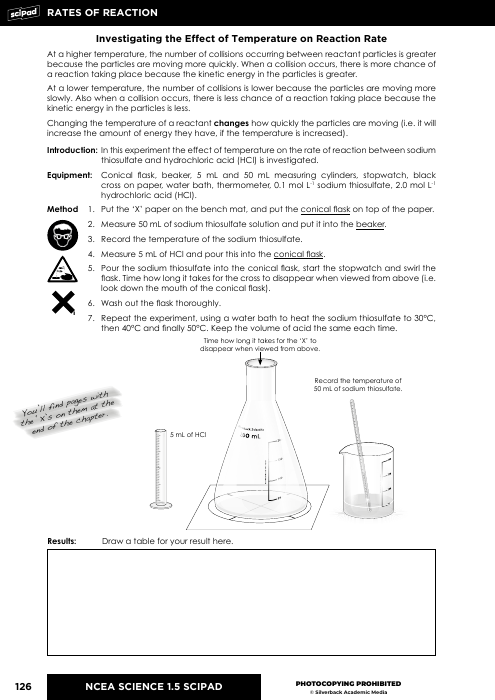 scipad RATES OF REACTION
Investigating the Effect of Temperature on Reaction Rate
At a higher temperature, the number of collisions occurring between reactant particles is greater
because the particles are moving more quickly. When a collision occurs, there is more chance of
a reaction taking place because the kinetic energy in the particles is greater.
At a lower temperature, the number of collisions is lower because the particles are moving more
slowly. Also when a collision occurs, there is less chance of a reaction taking place because the
kinetic energy in the particles is less.
Changing the temperature of a reactant changes how quickly the particles are moving (i.e. it will
increase the amount of energy they have, if the temperature is increased).
Introduction: In this experiment the effect of temperature on the rate of reaction between sodium
thiosulfate and hydrochloric acid (HCl) is investigated.
Equipment: Conical flask, beaker, 5 mL and 50 mL measuring cylinders, stopwatch, black
cross on paper, water bath, thermometer, 0.1 mol L⁻¹ sodium thiosulfate, 2.0 mol L⁻¹
hydrochloric acid (HCl).
Method 1. Put the 'X' paper on the bench mat, and put the conical flask on top of the paper.
2. Measure 50 mL of sodium thiosulfate solution and put it into the beaker.
3. Record the temperature of the sodium thiosulfate.
4. Measure 5 mL of HCl and pour this into the conical flask.
5. Pour the sodium thiosulfate into the conical flask, start the stopwatch and swirl the
flask. Time how long it takes for the cross to disappear when viewed from above (i.e.
look down the mouth of the conical flask).
6. Wash out the flask thoroughly.
7. Repeat the experiment, using a water bath to heat the sodium thiosulfate to 30°C,
then 40°C and finally 50°C. Keep the volume of acid the same each time.
Time how long it takes for the 'X' to
disappear when viewed from above.
Record the temperature of
50 mL of sodium thiosulfate.
You'll find pages with
the 'x's on them at the
end of the chapter.
5 mL of HCl
mL
Results: Draw a table for your result here.
126 NCEA SCIENCE 1.5 SCIPAD PHOTOCOPYING PROHIBITED
© Silverback Academic Media